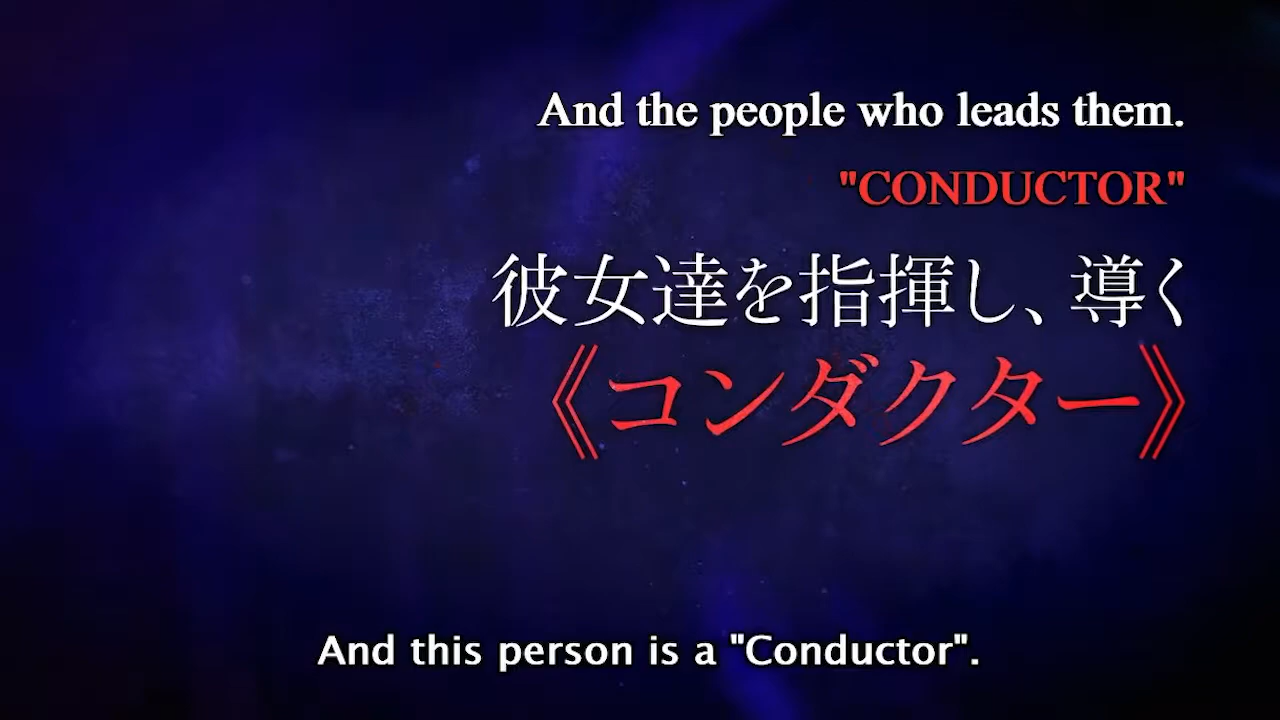 And the people who leads them.
"CONDUCTOR"
彼女達を指揮し、導く
《コンダクター》
And this person is a "Conductor".